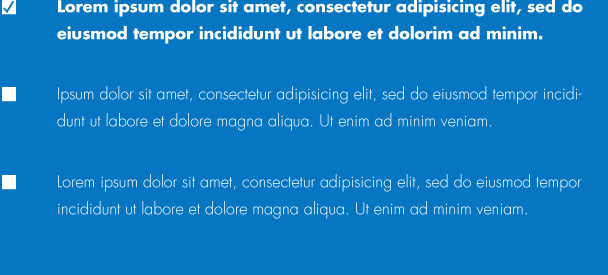 Lorem ipsum dolor sit amet, consectetur adipisicing elit, sed do
eiusmod tempor incididunt ut labore et dolorim ad minim.
Ipsum dolor sit amet, consectetur adipisicing elit, sed do eiusmod tempor incidi-
dunt ut labore et dolore magna aliqua. Ut enim ad minim veniam.
Lorem ipsum dolor sit amet, consectetur adipisicing elit, sed do eiusmod tempor
incididunt ut labore et dolore magna aliqua. Ut enim ad minim veniam.